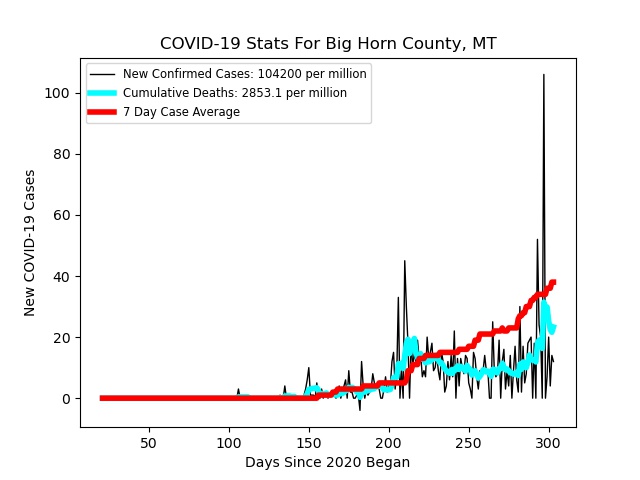 COVID-19 Stats For Big Horn County, MT
New Confirmed Cases: 104200 per million
Cumulative Deaths: 2853.1 per million
7 Day Case Average
New COVID-19 Cases
100
80
60
40
20
0
50 100 150 200 250 300
Days Since 2020 Began